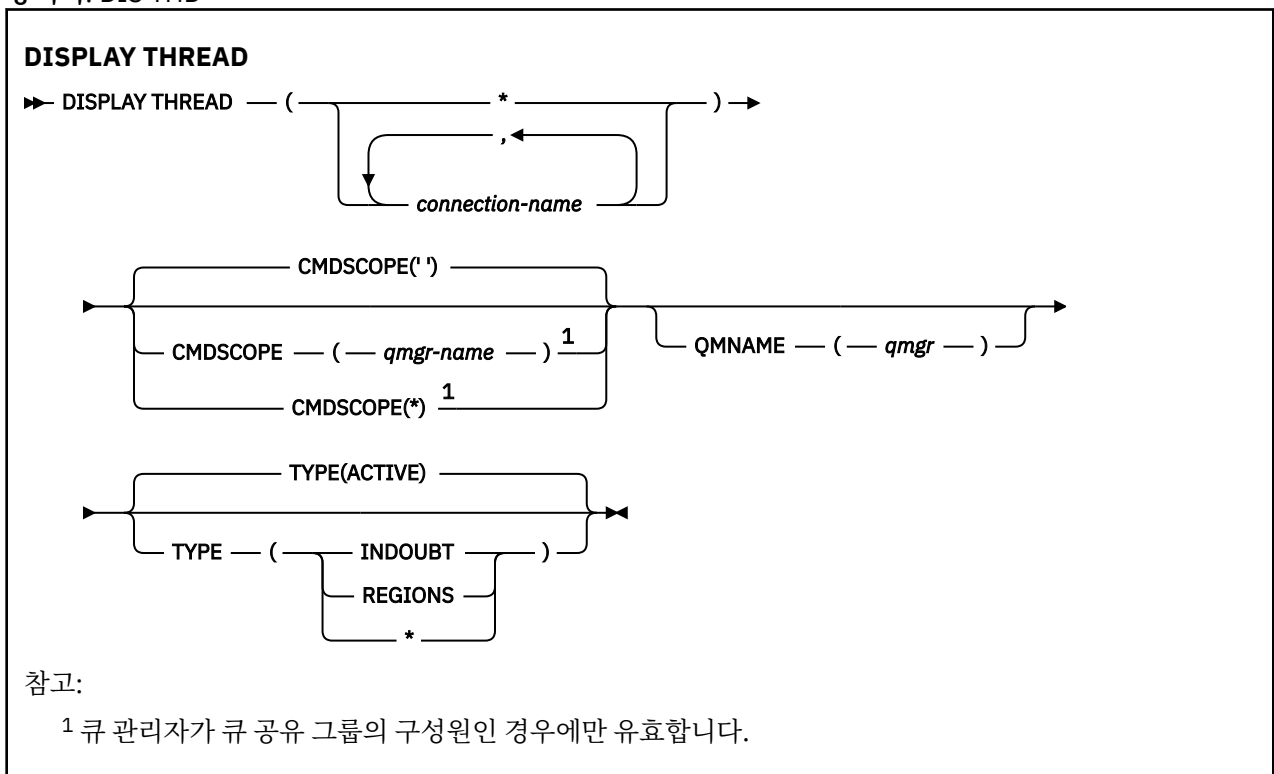 DISPLAY THREAD
DISPLAY THREAD ( * )
,
connection-name
CMDSCOPE(' ')
CMDSCOPE ( qmgr-name ) 1
CMDSCOPE(*) 1
QMNAME ( qmgr )
TYPE(ACTIVE)
TYPE ( INDOUBT )
REGIONS
*
참고:
1 큐 관리자가 큐 공유 그룹의 구성원인 경우에만 유효합니다.